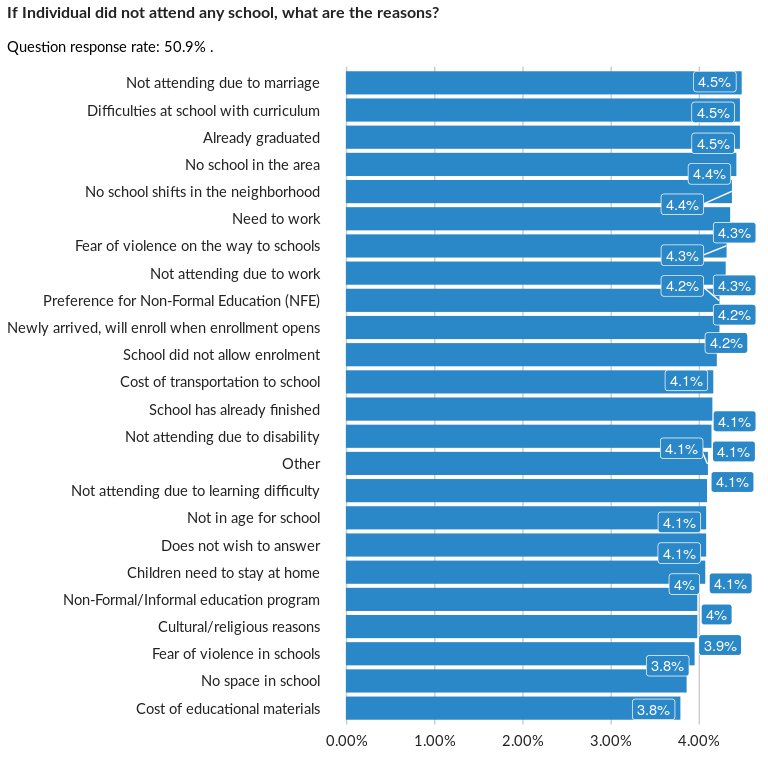 If Individual did not attend any school, what are the reasons?
Question response rate: 50.9% .
Not attending due to marriage 4.5%
Difficulties at school with curriculum 4.5%
Already graduated 4.5%
No school in the area 4.4%
No school shifts in the neighborhood 4.4%
Need to work 4.3%
Fear of violence on the way to schools 4.3%
Not attending due to work 4.3%
Preference for Non-Formal Education (NFE) 4.2%
Newly arrived, will enroll when enrollment opens 4.2%
School did not allow enrolment 4.2%
Cost of transportation to school 4.1%
School has already finished 4.1%
Not attending due to disability 4.1%
Other 4.1%
Not attending due to learning difficulty 4.1%
Not in age for school 4.1%
Does not wish to answer 4.1%
Children need to stay at home 4.1%
Non-Formal/Informal education program 4%
Cultural/religious reasons 4%
Fear of violence in schools 3.9%
No space in school 3.8%
Cost of educational materials 3.8%
0.00% 1.00% 2.00% 3.00% 4.00%